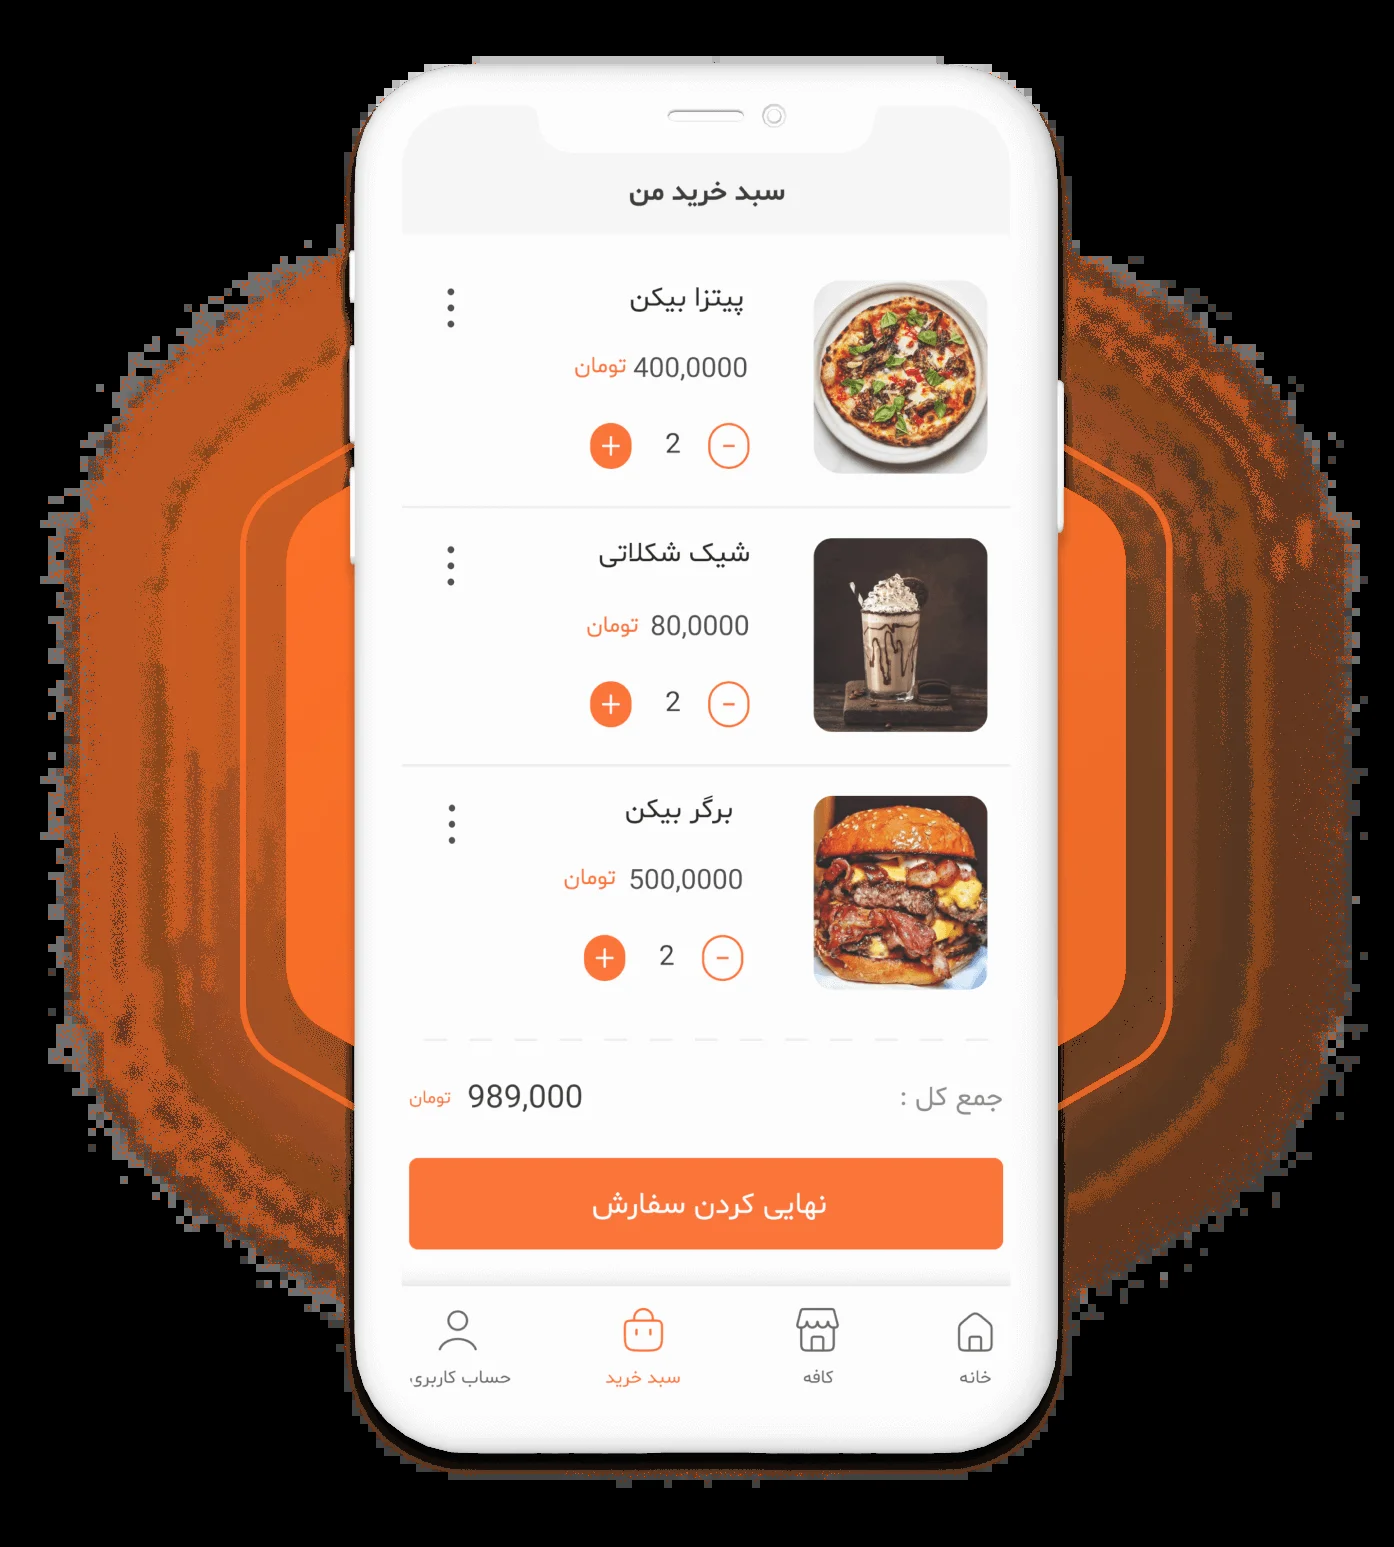 سبد خرید من
پیتزا بیکن
400,0000 تومان
2
شیک شکلاتی
80,0000 تومان
2
برگر بیکن
500,0000 تومان
2
جمع کل :
989,000 تومان
نهایی کردن سفارش
خانه
کافه
سبد خرید
حساب کاربری